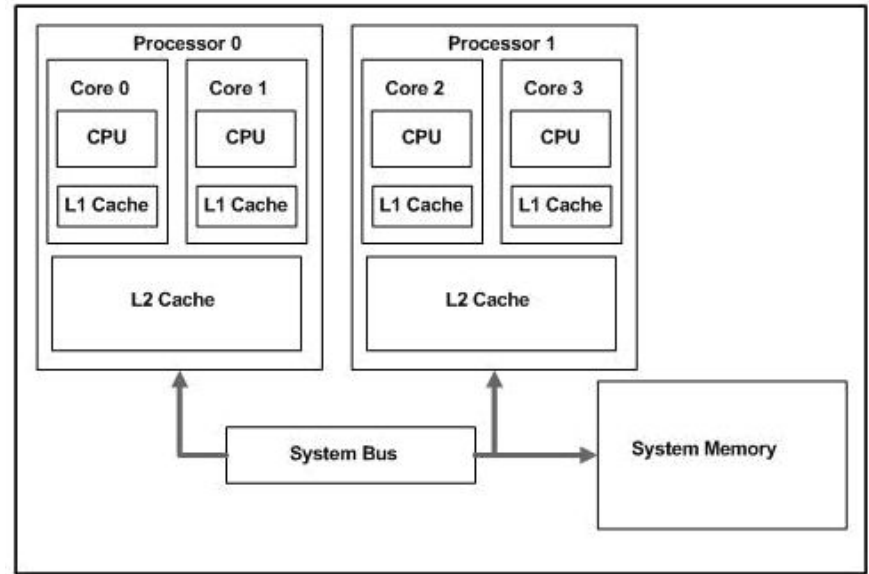 Processor 0
Core 0
Core 1
CPU
CPU
L1 Cache
L1 Cache
L2 Cache
Processor 1
Core 2
Core 3
CPU
CPU
L1 Cache
L1 Cache
L2 Cache
System Bus
System Memory